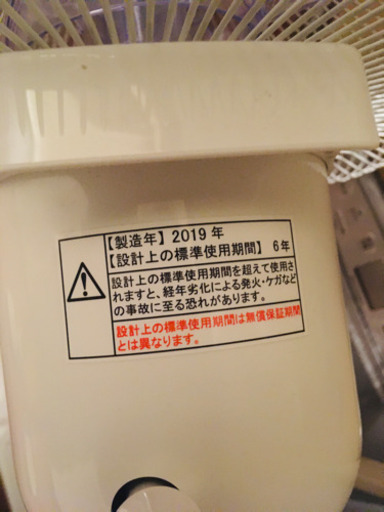 【製造年】2019 年
【設計上の標準使用期間】 6年
設計上の標準使用期間を超えて使用さ
れますと、経年劣化による発火・ケガなど
の事故に至る恐れがあります。
設計上の標準使用期間は無償保証期間
とは異なります。